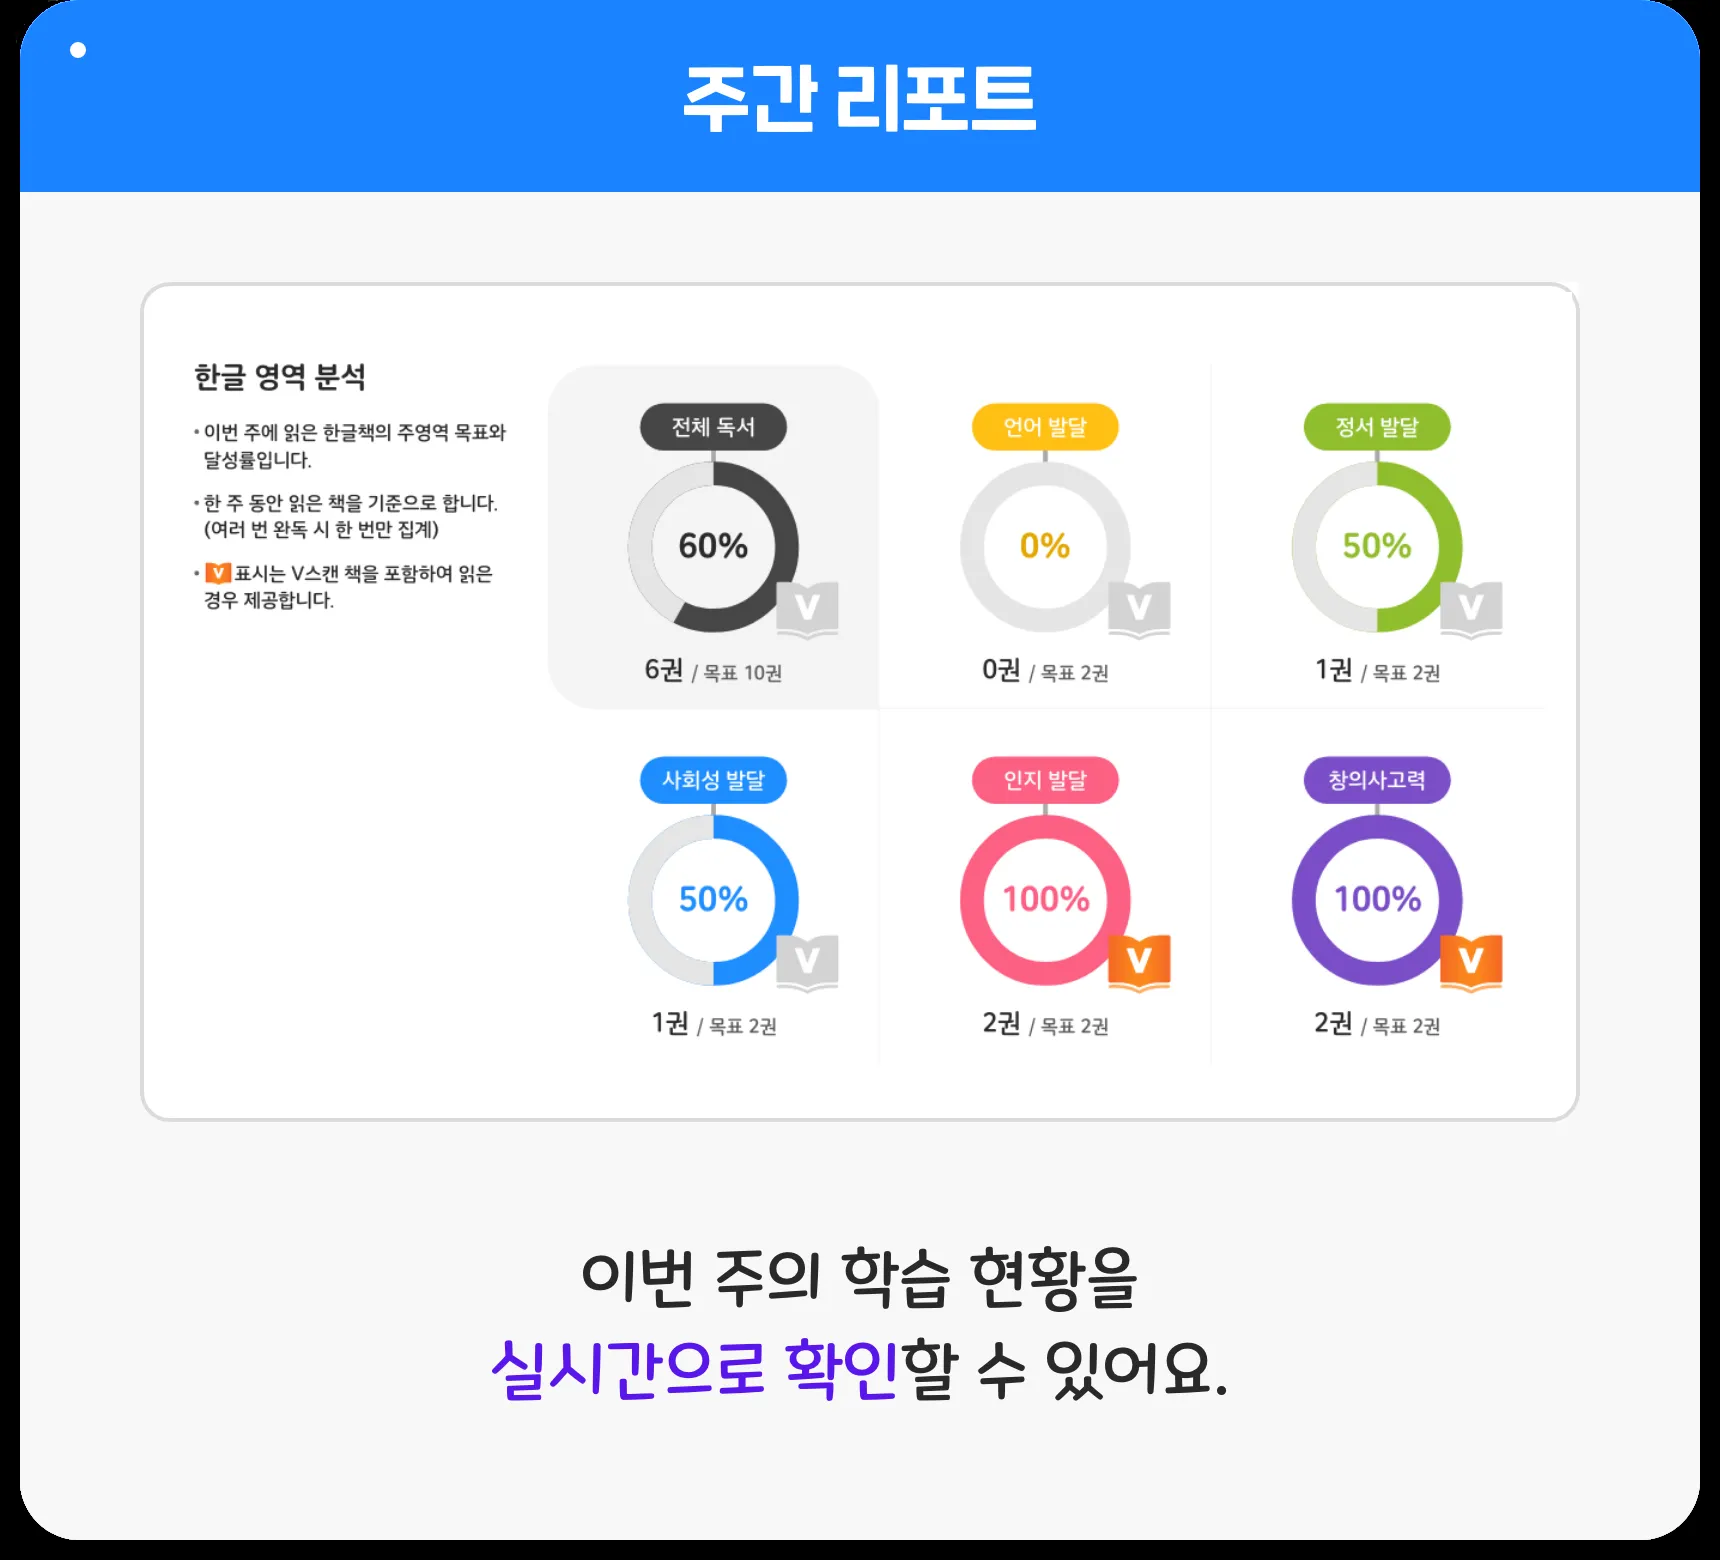 주간 리포트
한글 영역 분석
• 이번 주에 읽은 한글책의 주영역 목표와
달성률입니다.
• 한 주 동안 읽은 책을 기준으로 합니다.
(여러 번 완독 시 한 번만 집계)
• V 표시는 V스캔 책을 포함하여 읽은
경우 제공합니다.
전체 독서
60%
V
6권 / 목표 10권
언어 발달
0%
V
0권 / 목표 2권
정서 발달
50%
V
1권 / 목표 2권
사회성 발달
50%
V
1권 / 목표 2권
인지 발달
100%
V
2권 / 목표 2권
창의사고력
100%
V
2권 / 목표 2권
이번 주의 학습 현황을
실시간으로 확인할 수 있어요.